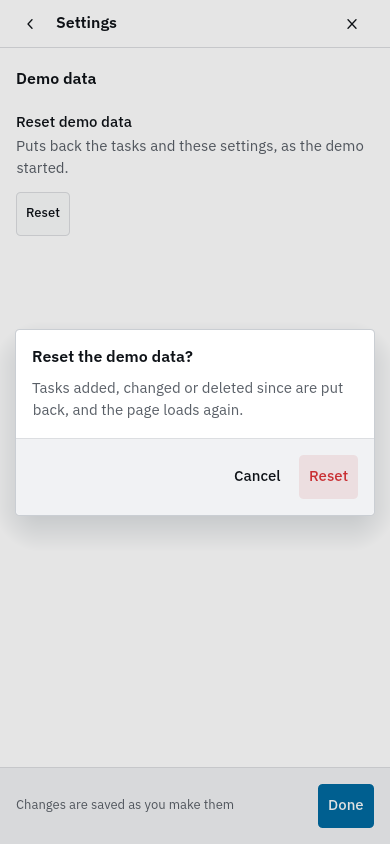 Settings
Demo data
Reset demo data
Puts back the tasks and these settings, as the demo
started.
Reset
Reset the demo data?
Tasks added, changed or deleted since are put
back, and the page loads again.
Cancel
Reset
Changes are saved as you make them
Done